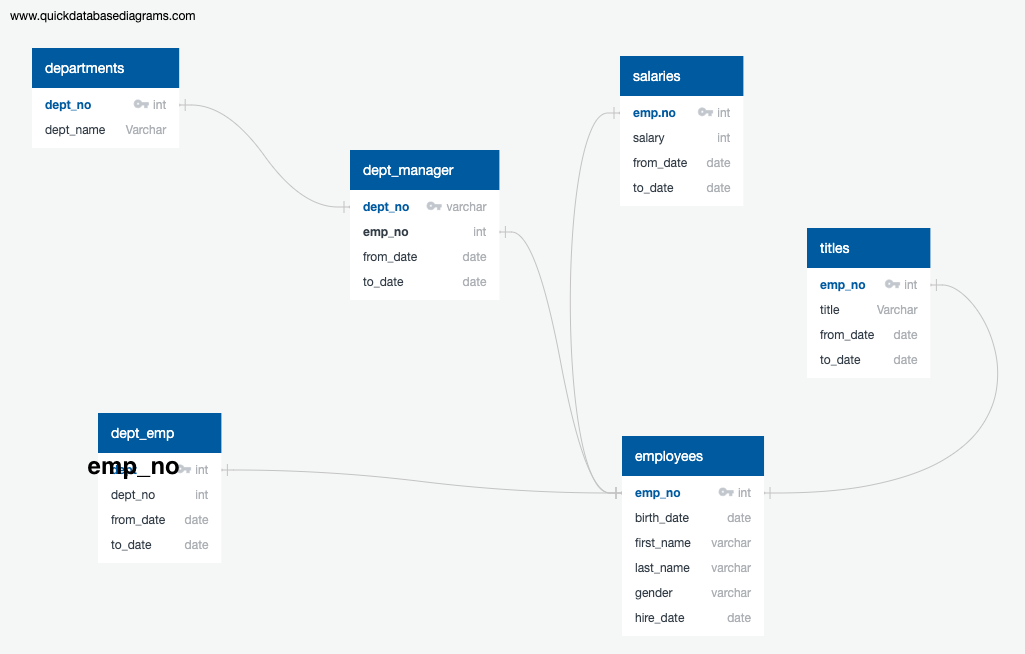 www.quickdatabasediagrams.com
departments
dept_no int
dept_name Varchar
salaries
emp.no int
salary int
from_date date
to_date date
dept_manager
dept_no varchar
emp_no int
from_date date
to_date date
titles
emp_no int
title Varchar
from_date date
to_date date
dept_emp
emp_no int
dept_no int
from_date date
to_date date
employees
emp_no int
birth_date date
first_name varchar
last_name varchar
gender varchar
hire_date date